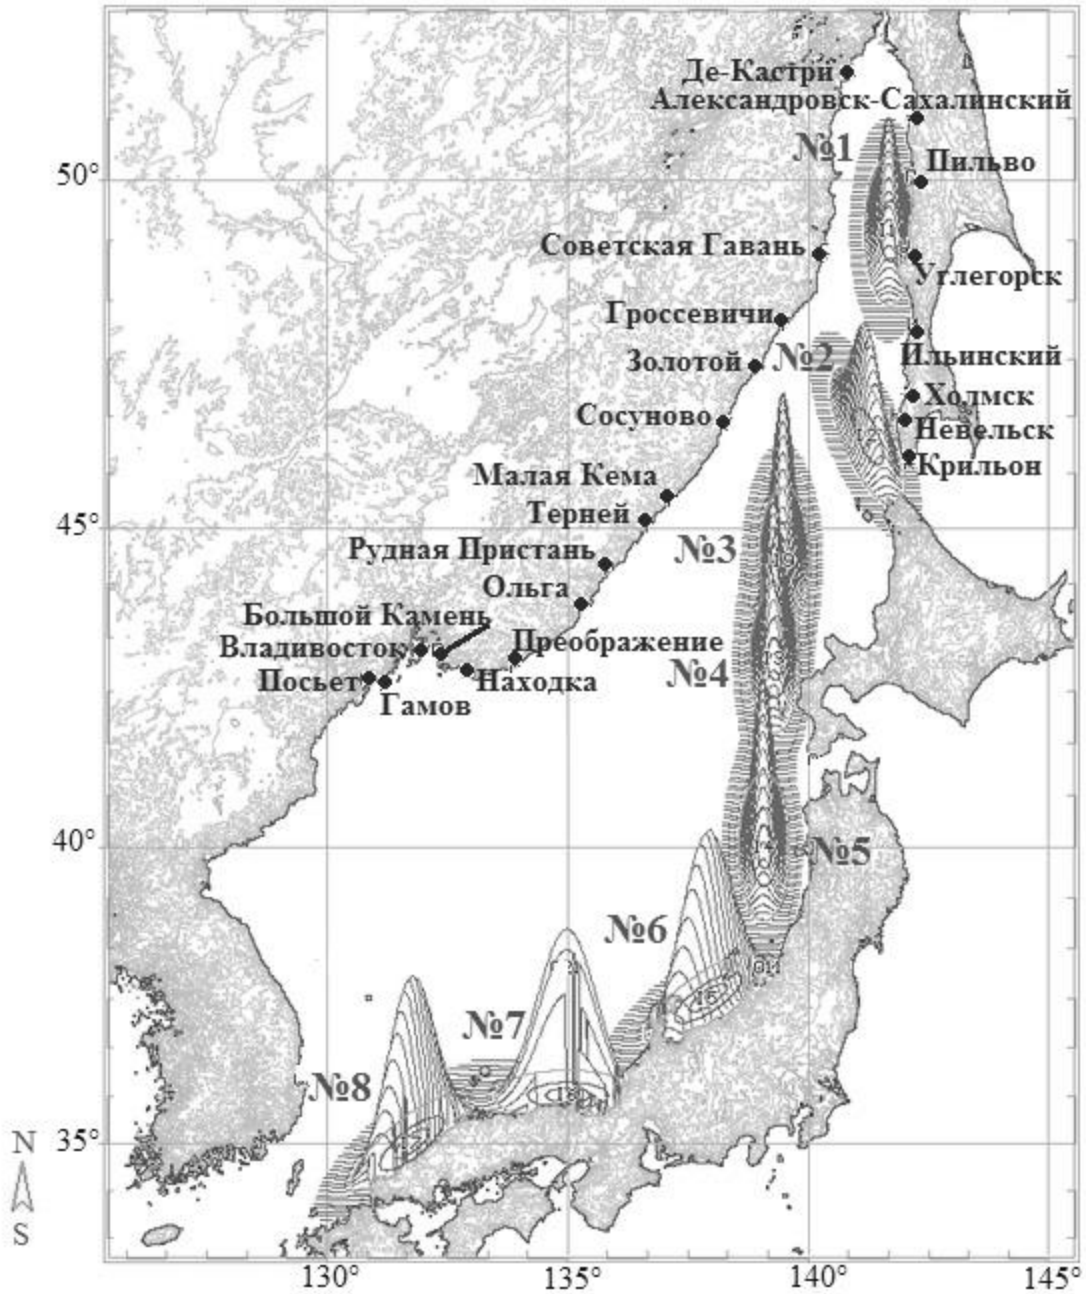 Де-Кастри
Александровск-Сахалинский
№1
Пильво
50°
Советская Гавань
Углегорск
Гроссевичи
№2
Ильинский
Золотой
Холмск
Сосуново
Невельск
Крильон
Малая Кема
Терней
45°
№3
Рудная Пристань
Ольга
Большой Камень
Преображение
Владивосток
№4
Посьет
Находка
Гамов
40°
№5
№6
№7
№8
N
35°
S
130°
135°
140°
145°